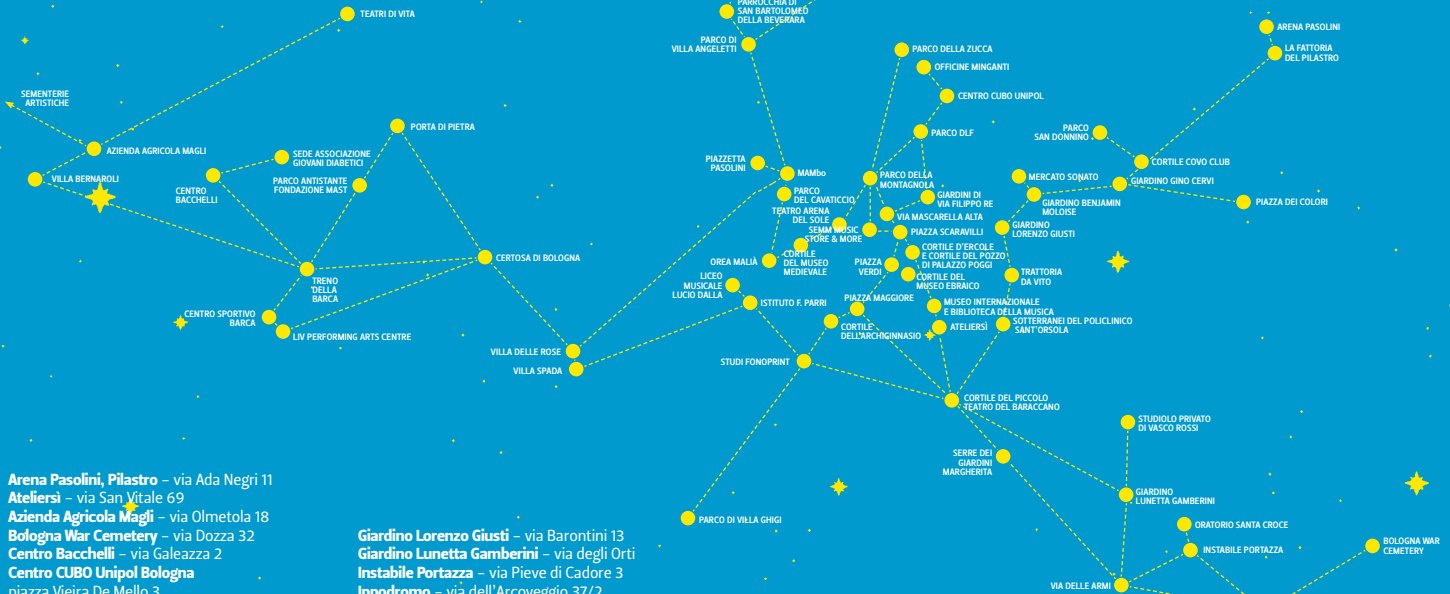 TEATRI DI VITA
PARROCCHIA DI
SAN BARTOLOMEO
DELLA BEVERARA
PARCO DI
VILLA ANGELETTI
PARCO DELLA ZUCCA
OFFICINE MINGANTI
CENTRO CUBO UNIPOL
ARENA PASOLINI
LA FATTORIA
DEL PILASTRO
SEMENTERIE
ARTISTICHE
PORTA DI PIETRA
PARCO DLF
PARCO
SAN DONNINO
AZIENDA AGRICOLA MAGLI
SEDE ASSOCIAZIONE
GIOVANI DIABETICI
PIAZZETTA
PASOLINI
MAMbo
CORTILE COVO CLUB
VILLA BERNAROLI
CENTRO
BACCHELLI
PARCO ANTISTANTE
FONDAZIONE MAST
PARCO
DEL CAVATICCIO
PARCO DELLA
MONTAGNOLA
MERCATO SONATO
GIARDINO GINO CERVI
GIARDINI DI
VIA FILIPPO RE
GIARDINO BENJAMIN
MOLOISE
PIAZZA DEI COLORI
TEATRO ARENA
DEL SOLE
VIA MASCARELLA ALTA
SEMM MUSIC
STORE & MORE
PIAZZA SCARAVILLI
GIARDINO
LORENZO GIUSTI
CERTOSA DI BOLOGNA
OREA MALIÀ
CORTILE
DEL MUSEO
MEDIEVALE
PIAZZA
VERDI
CORTILE D'ERCOLE
E CORTILE DEL POZZO
DI PALAZZO POGGI
TRENO
DELLA
BARCA
LICEO
MUSICALE
LUCIO DALLA
CORTILE DEL
MUSEO EBRAICO
TRATTORIA
DA VITO
ISTITUTO F. PARRI
PIAZZA MAGGIORE
MUSEO INTERNAZIONALE
E BIBLIOTECA DELLA MUSICA
CENTRO SPORTIVO
BARCA
LIV PERFORMING ARTS CENTRE
CORTILE
DELL'ARCHIGINNASIO
ATELIERSÌ
SOTTERRANEI DEL POLICLINICO
SANT'ORSOLA
VILLA DELLE ROSE
VILLA SPADA
STUDI FONOPRINT
CORTILE DEL PICCOLO
TEATRO DEL BARACCANO
STUDIOLO PRIVATO
DI VASCO ROSSI
SERRE DEI
GIARDINI
MARGHERITA
GIARDINO
LUNETTA GAMBERINI
PARCO DI VILLA GHIGI
ORATORIO SANTA CROCE
INSTABILE PORTAZZA
BOLOGNA WAR
CEMETERY
VIA DELLE ARMI
Arena Pasolini, Pilastro – via Ada Negri 11
Ateliersì – via San Vitale 69
Azienda Agricola Magli – via Olmetola 18
Bologna War Cemetery – via Dozza 32
Centro Bacchelli – via Galeazza 2
Centro CUBO Unipol Bologna
piazza Vieira De Mello 3
Giardino Lorenzo Giusti – via Barontini 13
Giardino Lunetta Gamberini – via degli Orti
Instabile Portazza – via Pieve di Cadore 3
Ippodromo – via dell'Arcoveggio 37/2